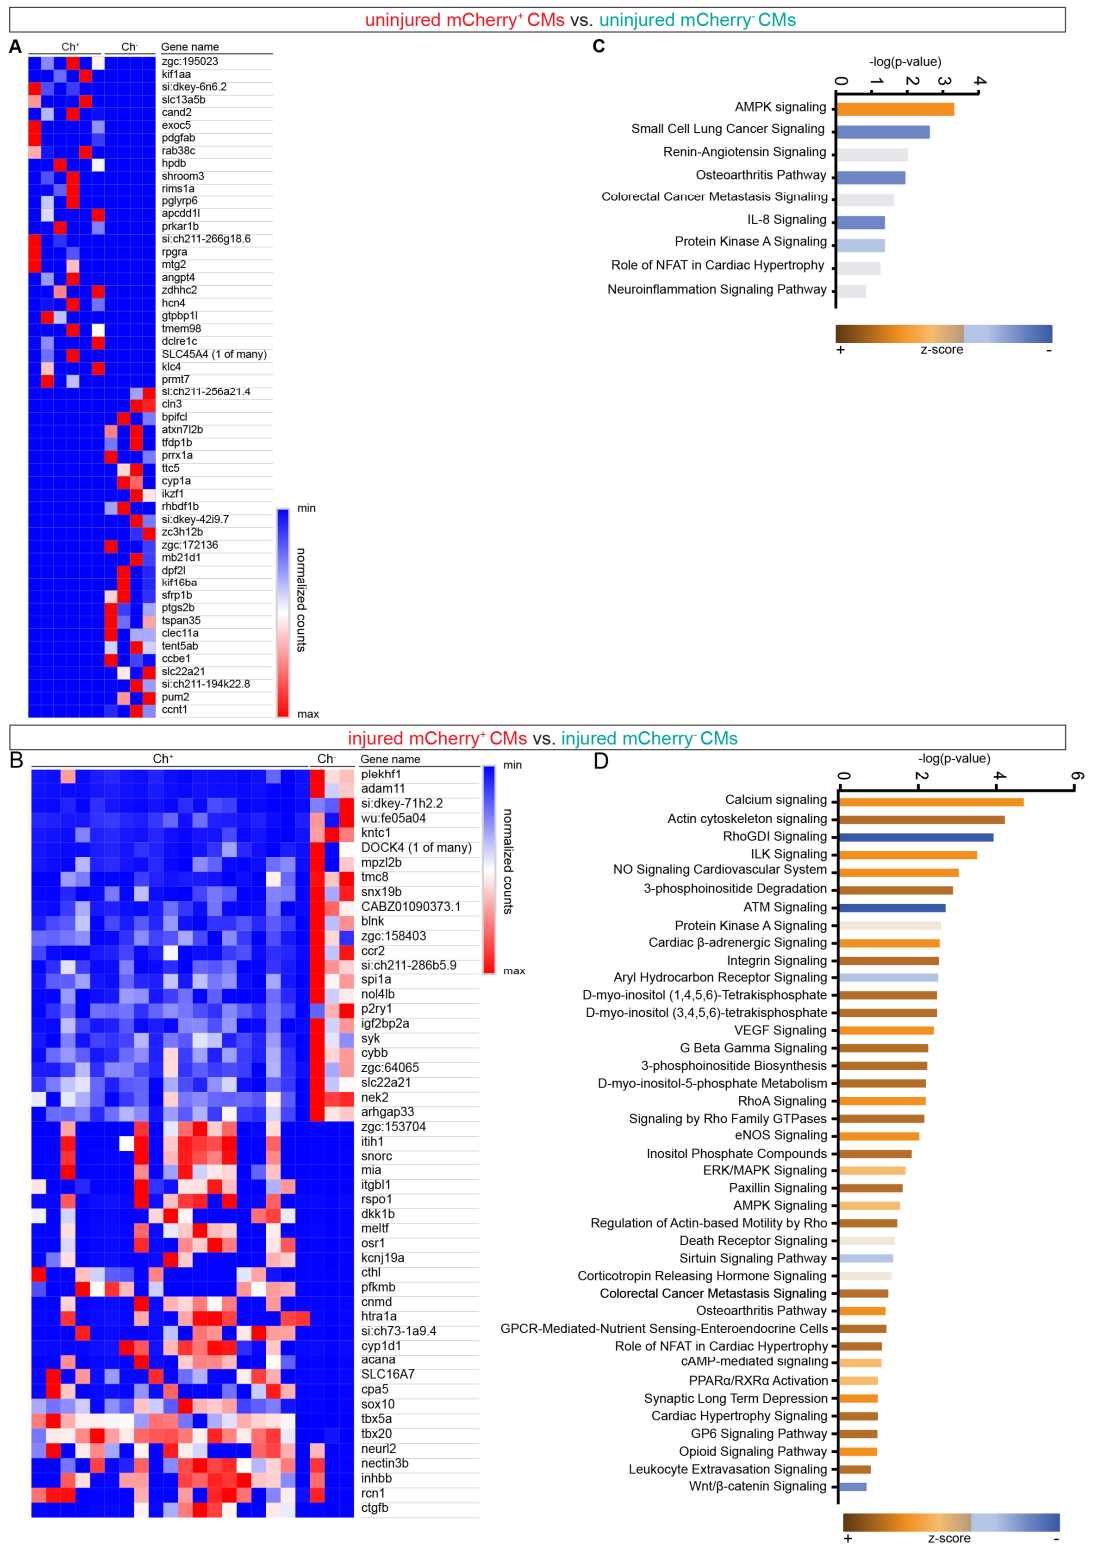 uninjured mCherry⁺ CMs vs. uninjured mCherry⁻ CMs
A
Ch⁺
Ch⁻
Gene name
zgc:195023
kif1aa
si:dkey-6n6.2
slc13a5b
cand2
exoc5
pdgfab
rab38c
hpdb
shroom3
rims1a
pglyrp6
apcdd1l
prkar1b
si:ch211-266g18.6
rpgra
mtg2
angpt4
zdhhc2
hcn4
gtpbp1l
tmem98
dclre1c
SLC45A4 (1 of many)
klc4
prmt7
si:ch211-256a21.4
cln3
bpifcl
atxn7l2b
tfdp1b
prrx1a
ttc5
cyp1a
ikzf1
rhbdf1b
si:dkey-42i9.7
zc3h12b
zgc:172136
mb21d1
dpf2l
kif16ba
sfrp1b
ptgs2b
tspan35
clec11a
tent5ab
ccbe1
slc22a21
si:ch211-194k22.8
pum2
ccnt1
min
normalized counts
max
C
-log(p-value)
0 1 2 3 4
AMPK signaling
Small Cell Lung Cancer Signaling
Renin-Angiotensin Signaling
Osteoarthritis Pathway
Colorectal Cancer Metastasis Signaling
IL-8 Signaling
Protein Kinase A Signaling
Role of NFAT in Cardiac Hypertrophy
Neuroinflammation Signaling Pathway
+ z-score -
injured mCherry⁺ CMs vs. injured mCherry⁻ CMs
B
Ch⁺
Ch⁻
Gene name
plekhf1
adam11
si:dkey-71h2.2
wu:fe05a04
kntc1
DOCK4 (1 of many)
mpzl2b
tmc8
snx19b
CABZ01090373.1
blnk
zgc:158403
ccr2
si:ch211-286b5.9
spi1a
nol4lb
p2ry1
igf2bp2a
syk
cybb
zgc:64065
slc22a21
nek2
arhgap33
zgc:153704
itih1
snorc
mia
itgbl1
rspo1
dkk1b
meltf
osr1
kcnj19a
cthl
pfkmb
cnmd
htra1a
si:ch73-1a9.4
cyp1d1
acana
SLC16A7
cpa5
sox10
tbx5a
tbx20
neurl2
nectin3b
inhbb
rcn1
ctgfb
min
normalized counts
max
D
-log(p-value)
0 2 4 6
Calcium signaling
Actin cytoskeleton signaling
RhoGDI Signaling
ILK Signaling
NO Signaling Cardiovascular System
3-phosphoinositide Degradation
ATM Signaling
Protein Kinase A Signaling
Cardiac β-adrenergic Signaling
Integrin Signaling
Aryl Hydrocarbon Receptor Signaling
D-myo-inositol (1,4,5,6)-Tetrakisphosphate
D-myo-inositol (3,4,5,6)-tetrakisphosphate
VEGF Signaling
G Beta Gamma Signaling
3-phosphoinositide Biosynthesis
D-myo-inositol-5-phosphate Metabolism
RhoA Signaling
Signaling by Rho Family GTPases
eNOS Signaling
Inositol Phosphate Compounds
ERK/MAPK Signaling
Paxillin Signaling
AMPK Signaling
Regulation of Actin-based Motility by Rho
Death Receptor Signaling
Sirtuin Signaling Pathway
Corticotropin Releasing Hormone Signaling
Colorectal Cancer Metastasis Signaling
Osteoarthritis Pathway
GPCR-Mediated-Nutrient Sensing-Enteroendocrine Cells
Role of NFAT in Cardiac Hypertrophy
cAMP-mediated signaling
PPARα/RXRα Activation
Synaptic Long Term Depression
Cardiac Hypertrophy Signaling
GP6 Signaling Pathway
Opioid Signaling Pathway
Leukocyte Extravasation Signaling
Wnt/β-catenin Signaling
+ z-score -